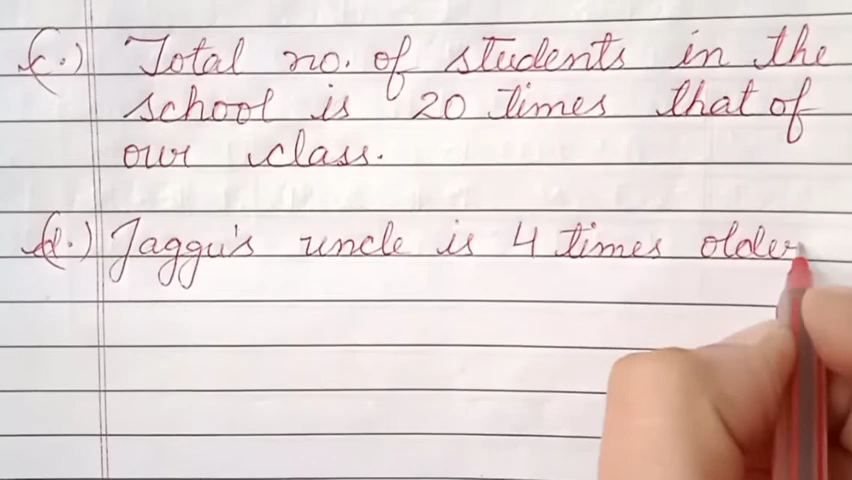 (c.) Total no. of students in the
school is 20 times that of
our class.
(d.) Jaggu's uncle is 4 times older